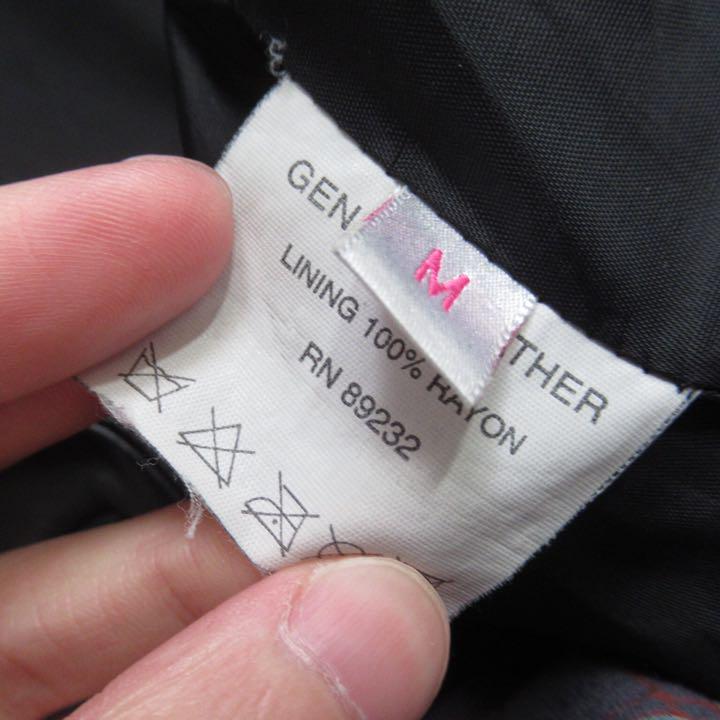 GEN THER
M
LINING 100% RAYON
RN 89232